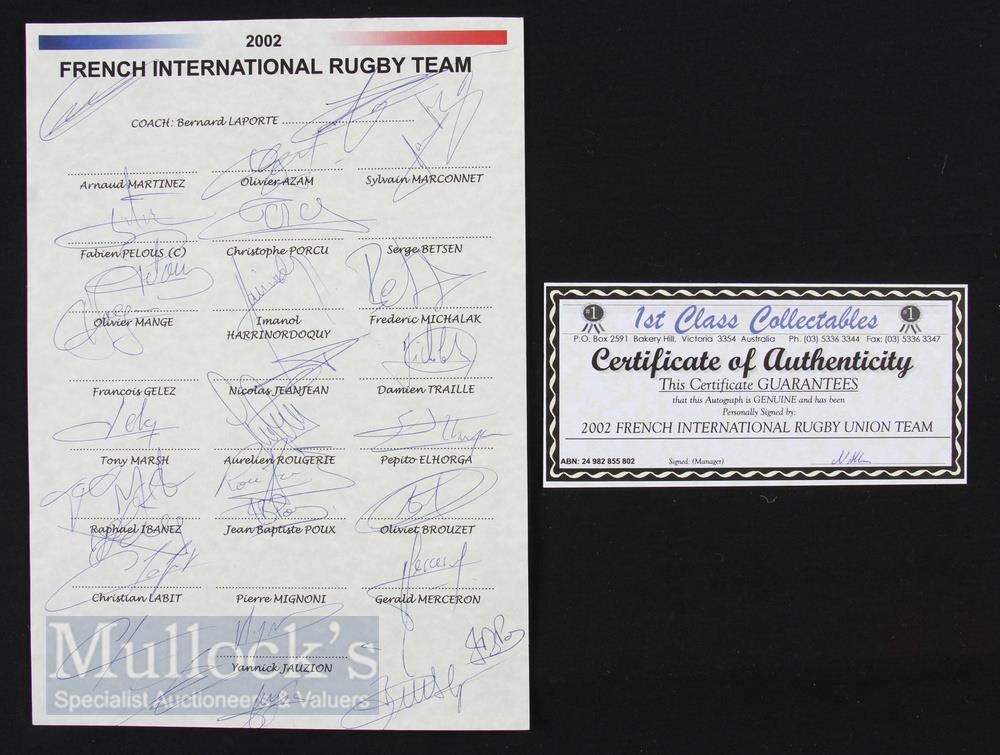 2002
FRENCH INTERNATIONAL RUGBY TEAM
COACH: Bernard LAPORTE
Arnaud MARTINEZ
Olivier AZAM
Sylvain MARCONNET
Fabien PELOUS (C)
Christophe PORCU
Serge BETSEN
Olivier MANGE
Imanol
HARRINORDOQUY
Frederic MICHALAK
Francois GELEZ
Nicolas JEANJEAN
Damien TRAILLE
Tony MARSH
Aurelien ROUGERIE
Pepito ELHORGA
Raphael IBANEZ
Jean Baptiste POUX
Olivier BROUZET
Christian LABIT
Pierre MIGNONI
Gerald MERCERON
Yannick JAUZION
Mullock's
Specialist Auctioneers & Valuers
#1 1st Class Collectables #1
P.O. Box 2591 Bakery Hill, Victoria 3354 Australia Ph. (03) 5336 3344 Fax: (03) 5336 3347
Certificate of Authenticity
This Certificate GUARANTEES
that this Autograph is GENUINE and has been
Personally Signed by:
2002 FRENCH INTERNATIONAL RUGBY UNION TEAM
ABN: 24 982 855 802 Signed: (Manager)